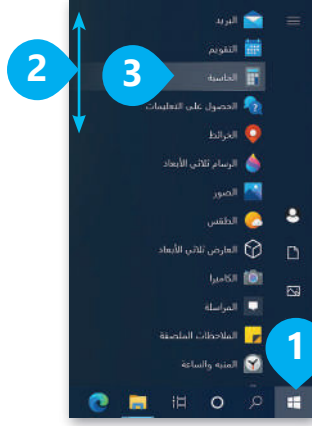 البريد
التقويم
2
3
الحاسبة
الحصول على التعليمات
الخرائط
الرسام ثلاثي الأبعاد
الصور
الطقس
العارض ثلاثي الأبعاد
الكاميرا
المراسلة
الملاحظات الملصقة
1
المنبه والساعة